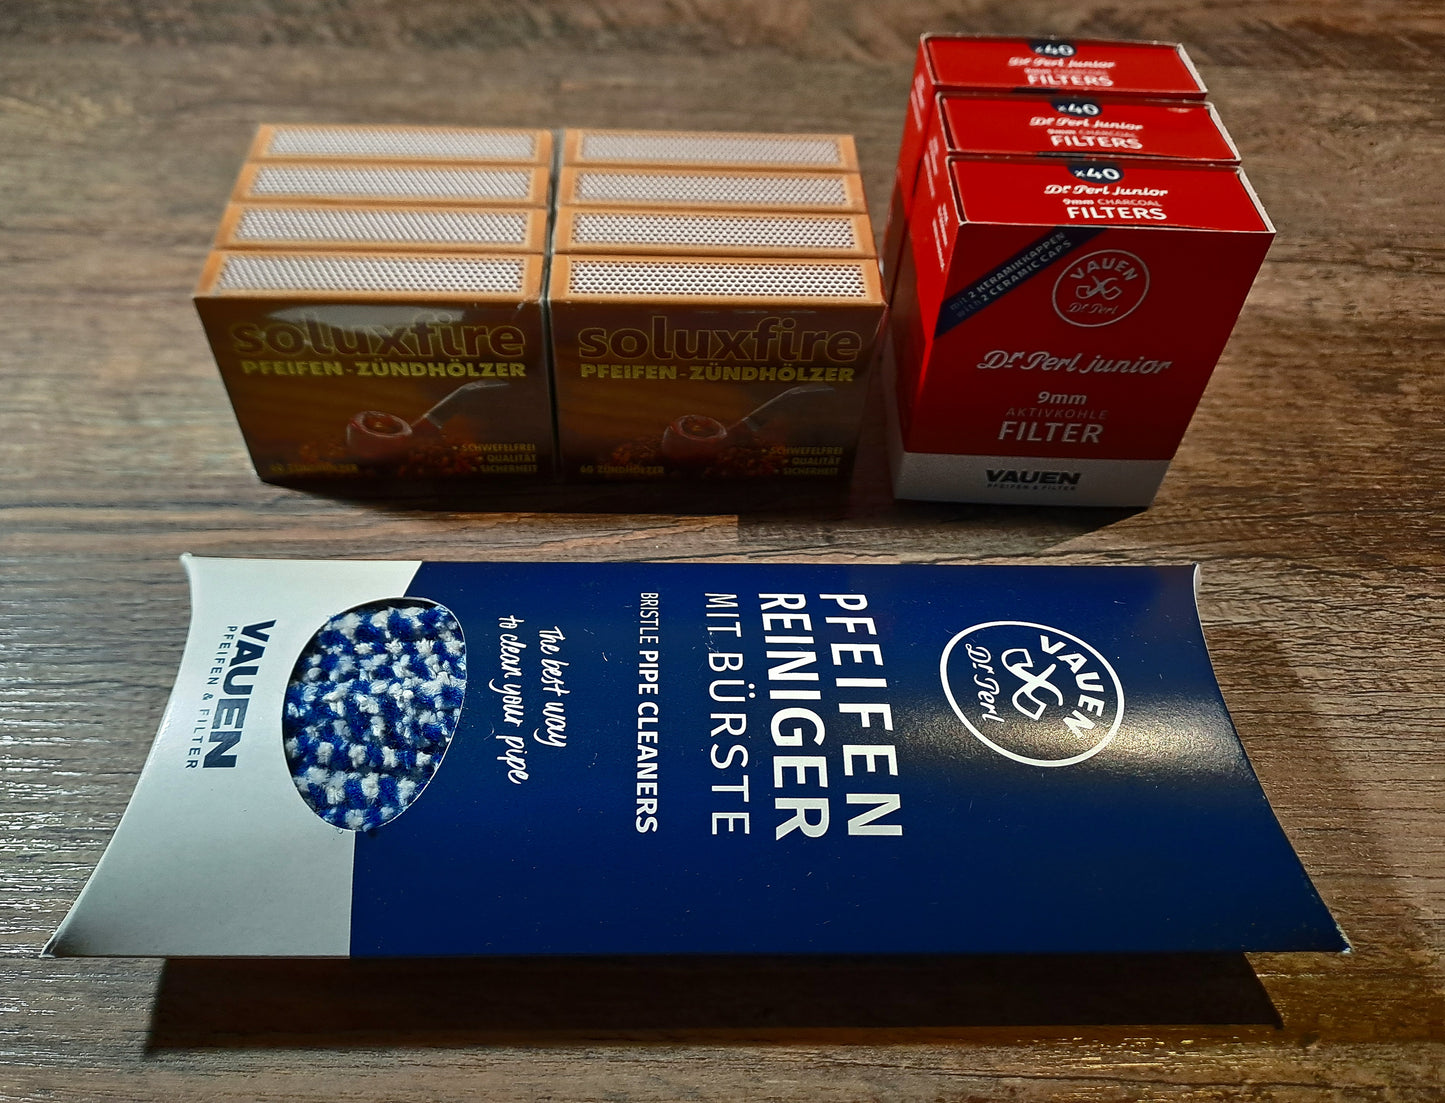 soluxfire
PFEIFEN-ZÜNDHÖLZER
SCHWEFELFREI
QUALITÄT
SICHERHEIT
60 ZÜNDHÖLZER
soluxfire
PFEIFEN-ZÜNDHÖLZER
60 ZÜNDHÖLZER
SCHWEFELFREI
QUALITÄT
SICHERHEIT
x40
Dr Perl junior
9mm CHARCOAL
FILTERS
x40
Dr Perl junior
9mm CHARCOAL
FILTERS
x40
Dr Perl junior
9mm CHARCOAL
FILTERS
mit 2 KERAMIKKAPPEN
with 2 CERAMIC CAPS
VAUEN
Dr Perl
Dr Perl junior
9mm
AKTIVKOHLE
FILTER
VAUEN
PFEIFEN & FILTER
VAUEN
Dr Perl
PFEIFEN
REINIGER
MIT BÜRSTE
BRISTLE PIPE CLEANERS
The best way
to clean your pipe
VAUEN
PFEIFEN & FILTER